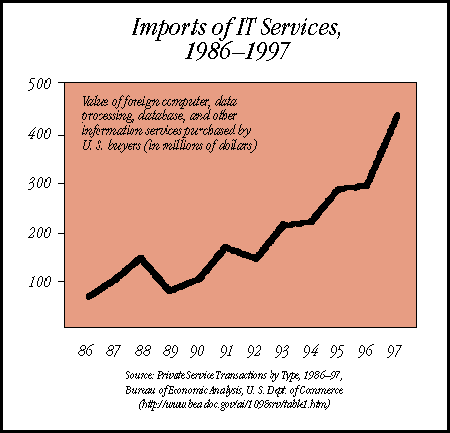 Imports of IT Services,
1986–1997
Value of foreign computer, data
processing, database, and other
information services purchased by
U. S. buyers (in millions of dollars)
500
400
300
200
100
86 87 88 89 90 91 92 93 94 95 96 97
Source: Private Service Transactions by Type, 1986–97,
Bureau of Economic Analysis, U. S. Dept. of Commerce
(http://www.bea.doc.gov/ai/1098srv/table1.htm)